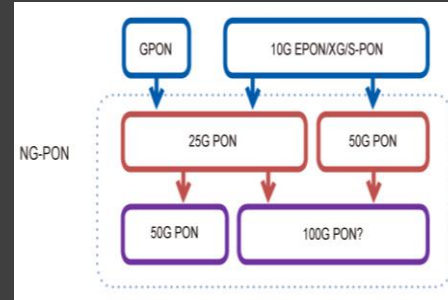 GPON
10G EPON/XG/S-PON
NG-PON
25G PON
50G PON
50G PON
100G PON?